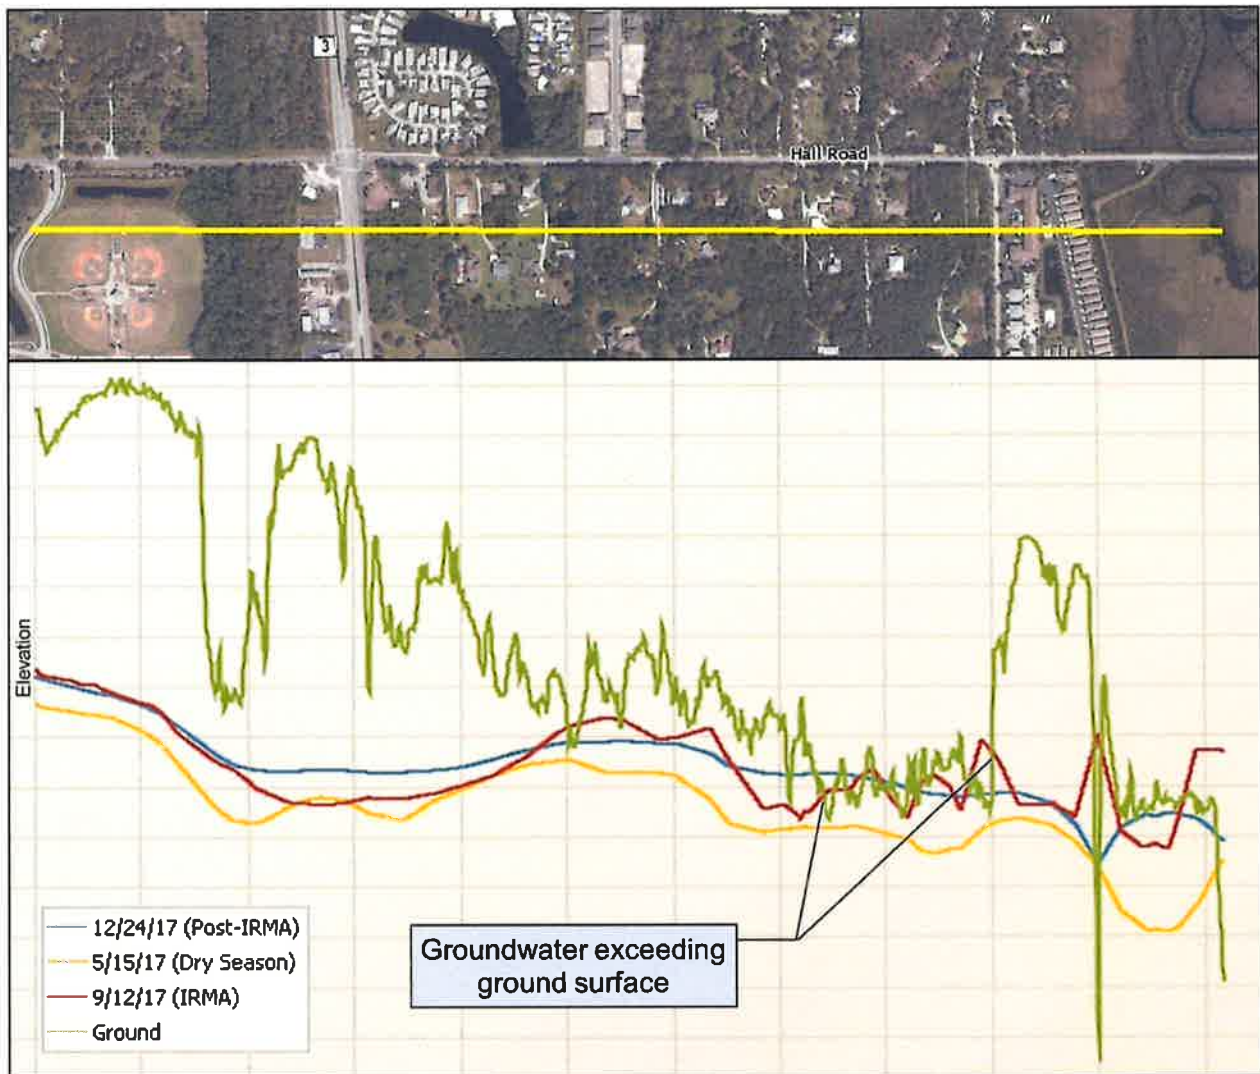 3
Hall Road
Elevation
12/24/17 (Post-IRMA)
5/15/17 (Dry Season)
9/12/17 (IRMA)
Ground
Groundwater exceeding
ground surface